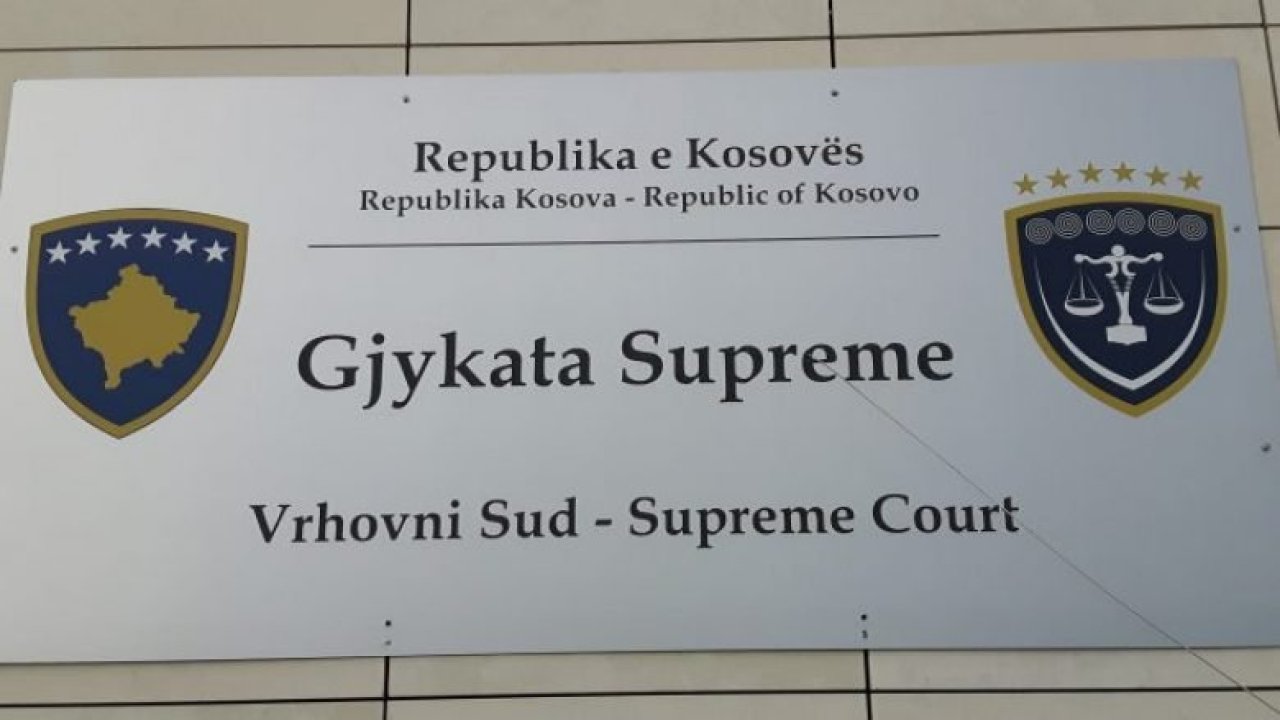 Republika e Kosovës
Republika Kosova - Republic of Kosovo
Gjykata Supreme
Vrhovni Sud - Supreme Court